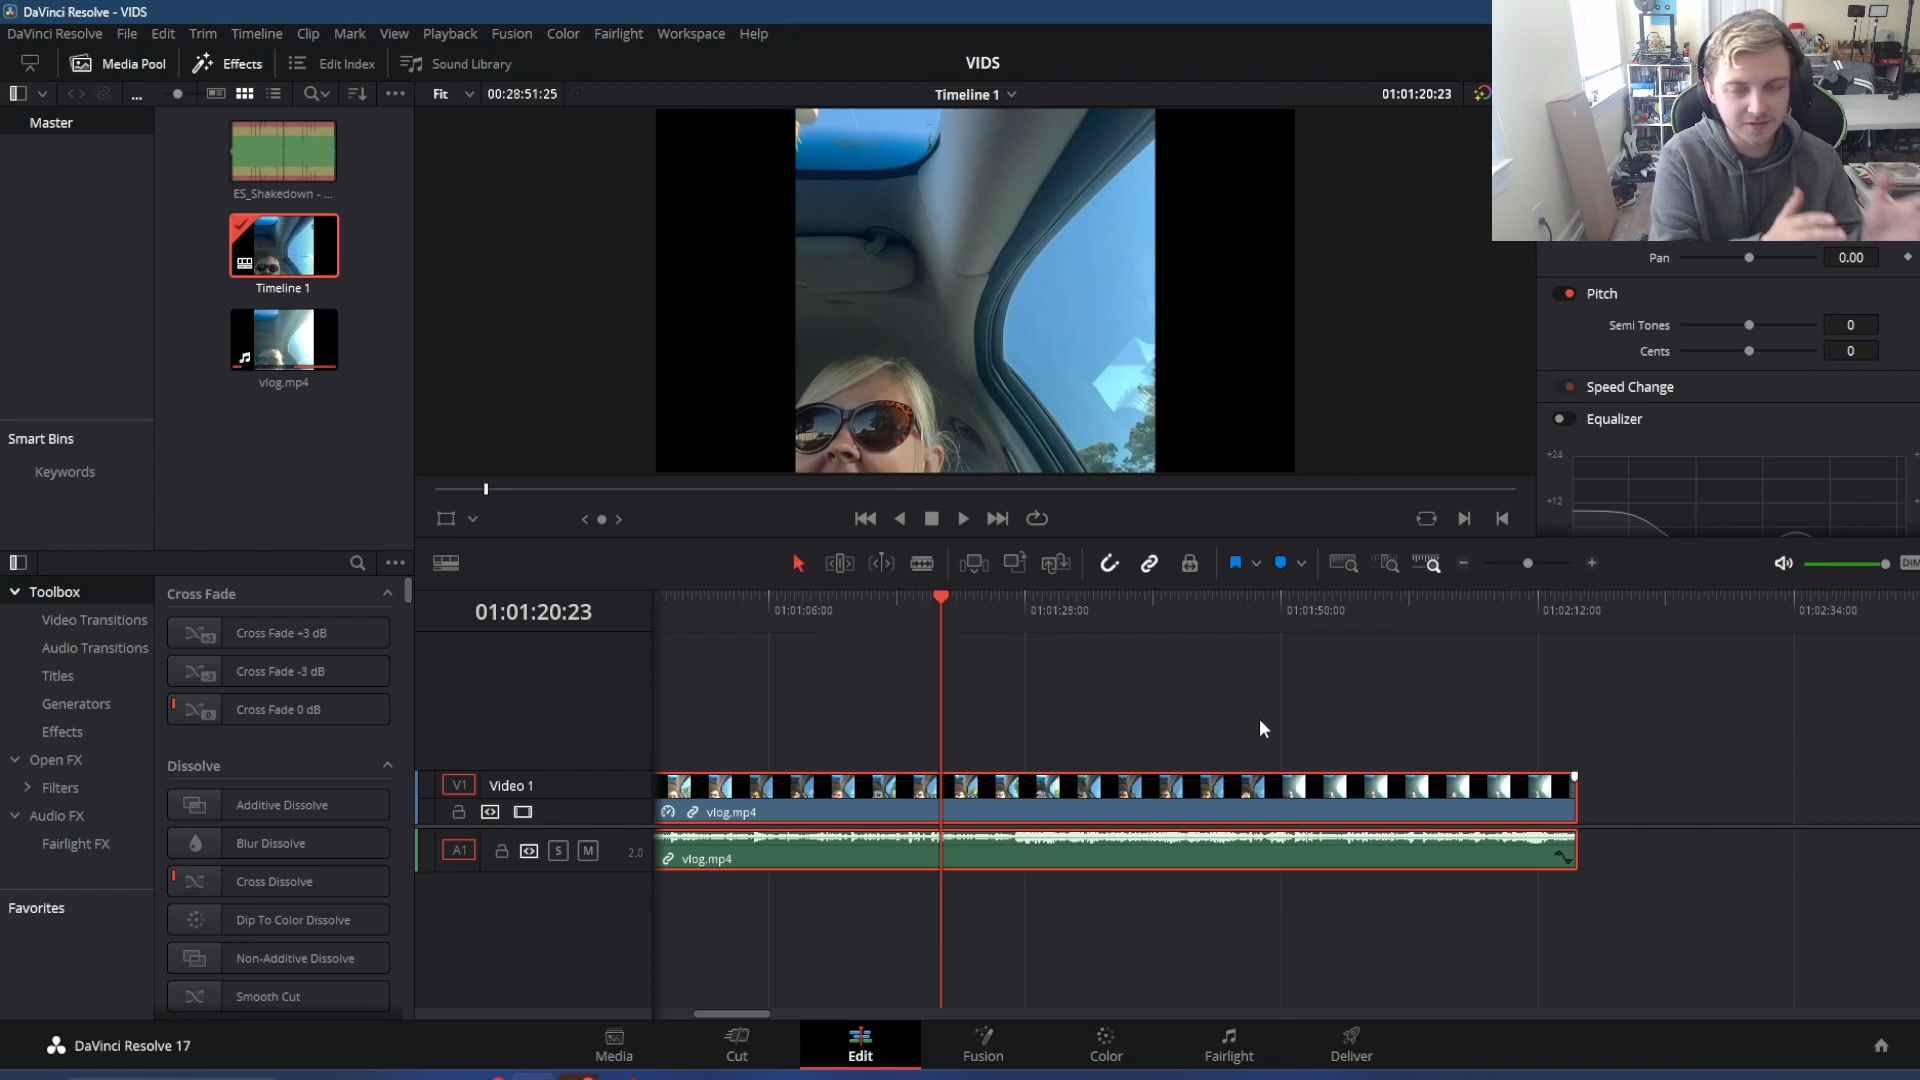 DaVinci Resolve - VIDS
DaVinci Resolve File Edit Trim Timeline Clip Mark View Playback Fusion Color Fairlight Workspace Help
Media Pool Effects Edit Index Sound Library VIDS
... Fit 00:28:51:25 Timeline 1 01:01:20:23
Master
ES_Shakedown - ...
Timeline 1
vlog.mp4
Smart Bins
Keywords
Pan 0.00
Pitch
Semi Tones 0
Cents 0
Speed Change
Equalizer
+24
+12
DIM
Toolbox
Video Transitions
Audio Transitions
Titles
Generators
Effects
Open FX
Filters
Audio FX
Fairlight FX
Favorites
Cross Fade
+3 Cross Fade +3 dB
-3 Cross Fade -3 dB
0 Cross Fade 0 dB
Dissolve
Additive Dissolve
Blur Dissolve
Cross Dissolve
Dip To Color Dissolve
Non-Additive Dissolve
Smooth Cut
01:01:20:23
01:01:06:00 01:01:28:00 01:01:50:00 01:02:12:00 01:02:34:00
V1 Video 1
vlog.mp4
A1 S M 2.0
vlog.mp4
DaVinci Resolve 17
Media Cut Edit Fusion Color Fairlight Deliver